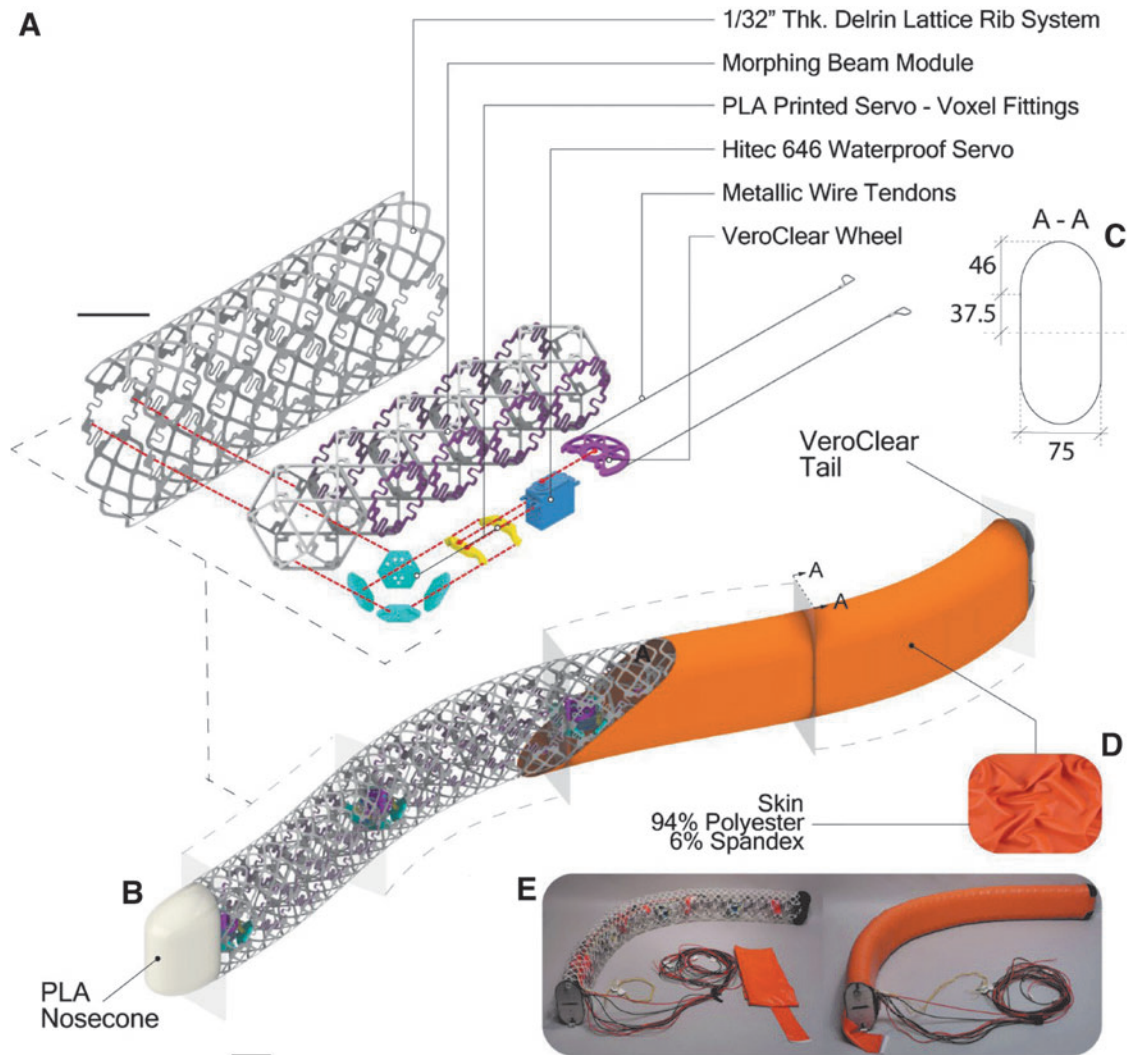 A
1/32” Thk. Delrin Lattice Rib System
Morphing Beam Module
PLA Printed Servo - Voxel Fittings
Hitec 646 Waterproof Servo
Metallic Wire Tendons
VeroClear Wheel
A - A
C
46
37.5
75
VeroClear
Tail
A
A
A
D
Skin
94% Polyester
6% Spandex
B
E
PLA
Nosecone